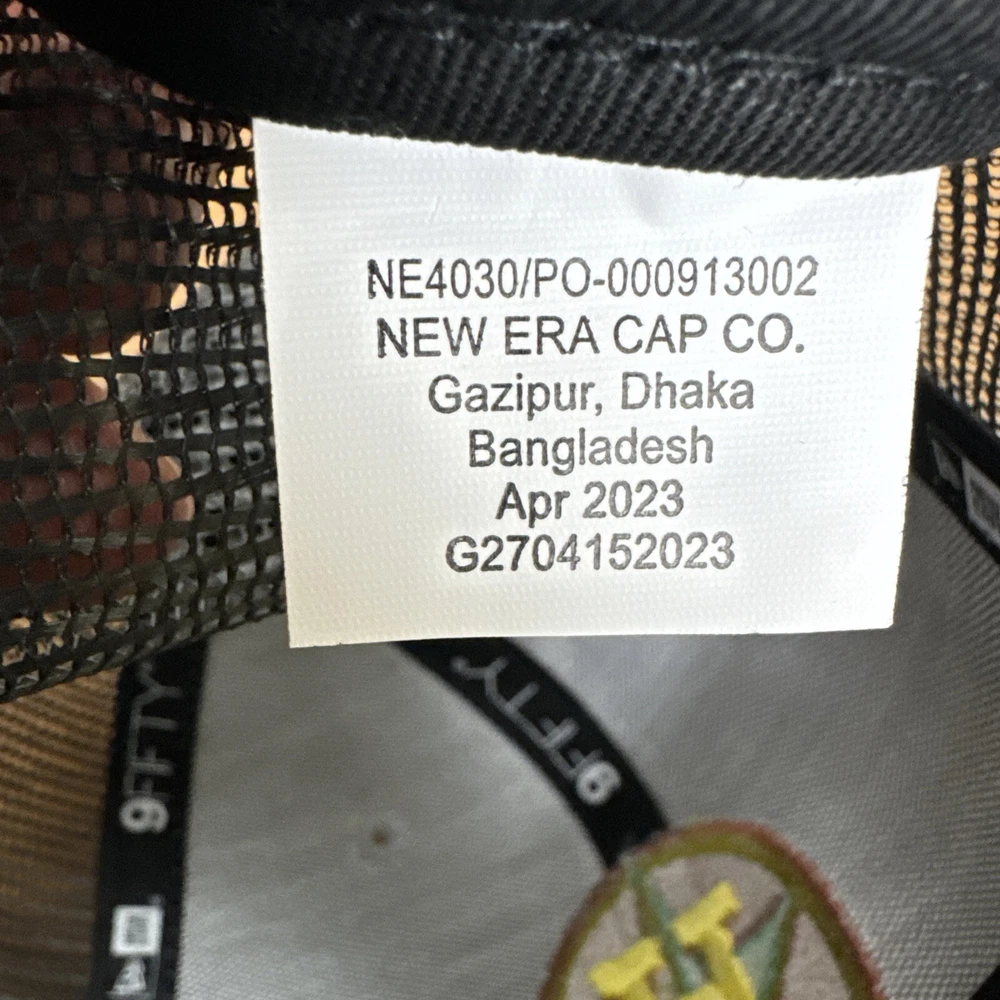 NE4030/PO-000913002
NEW ERA CAP CO.
Gazipur, Dhaka
Bangladesh
Apr 2023
G2704152023
9FIFTY
9FIFTY